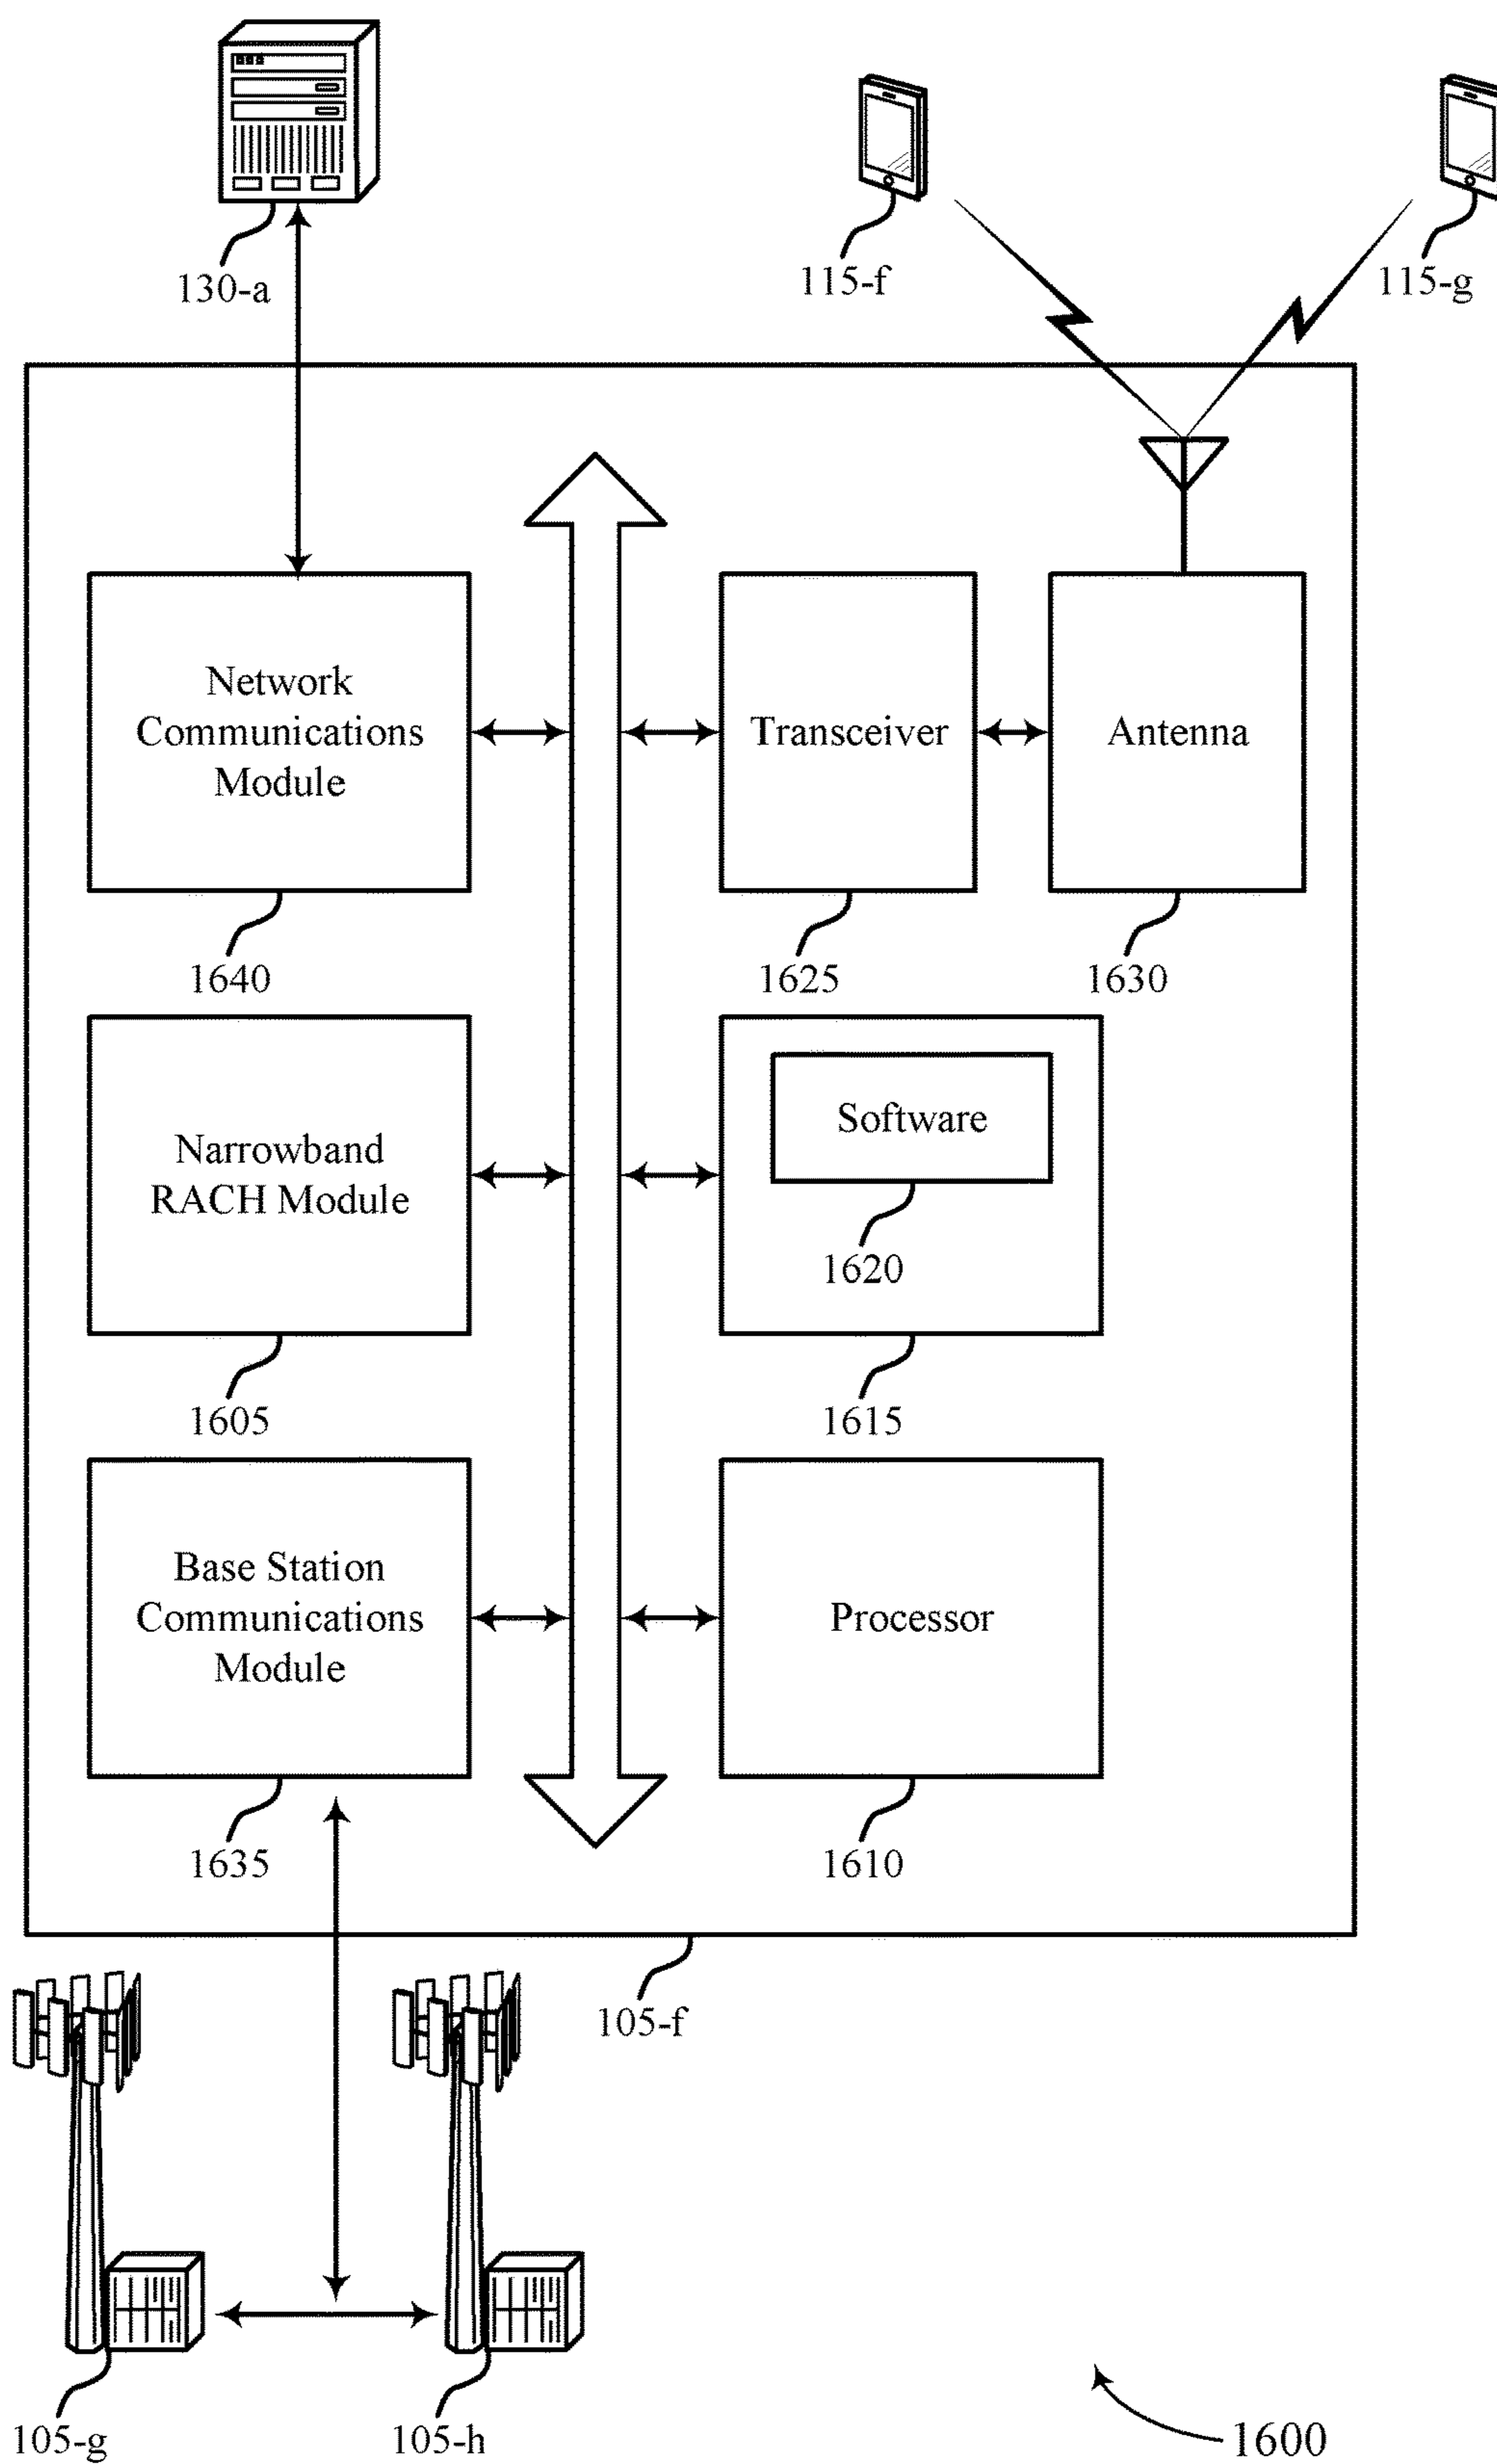 130-a
115-f
115-g
Network
Communications
Module
Transceiver
Antenna
1640
1625
1630
Narrowband
RACH Module
Software
1620
1605
1615
Base Station
Communications
Module
Processor
1635
1610
105-f
105-g
105-h
1600